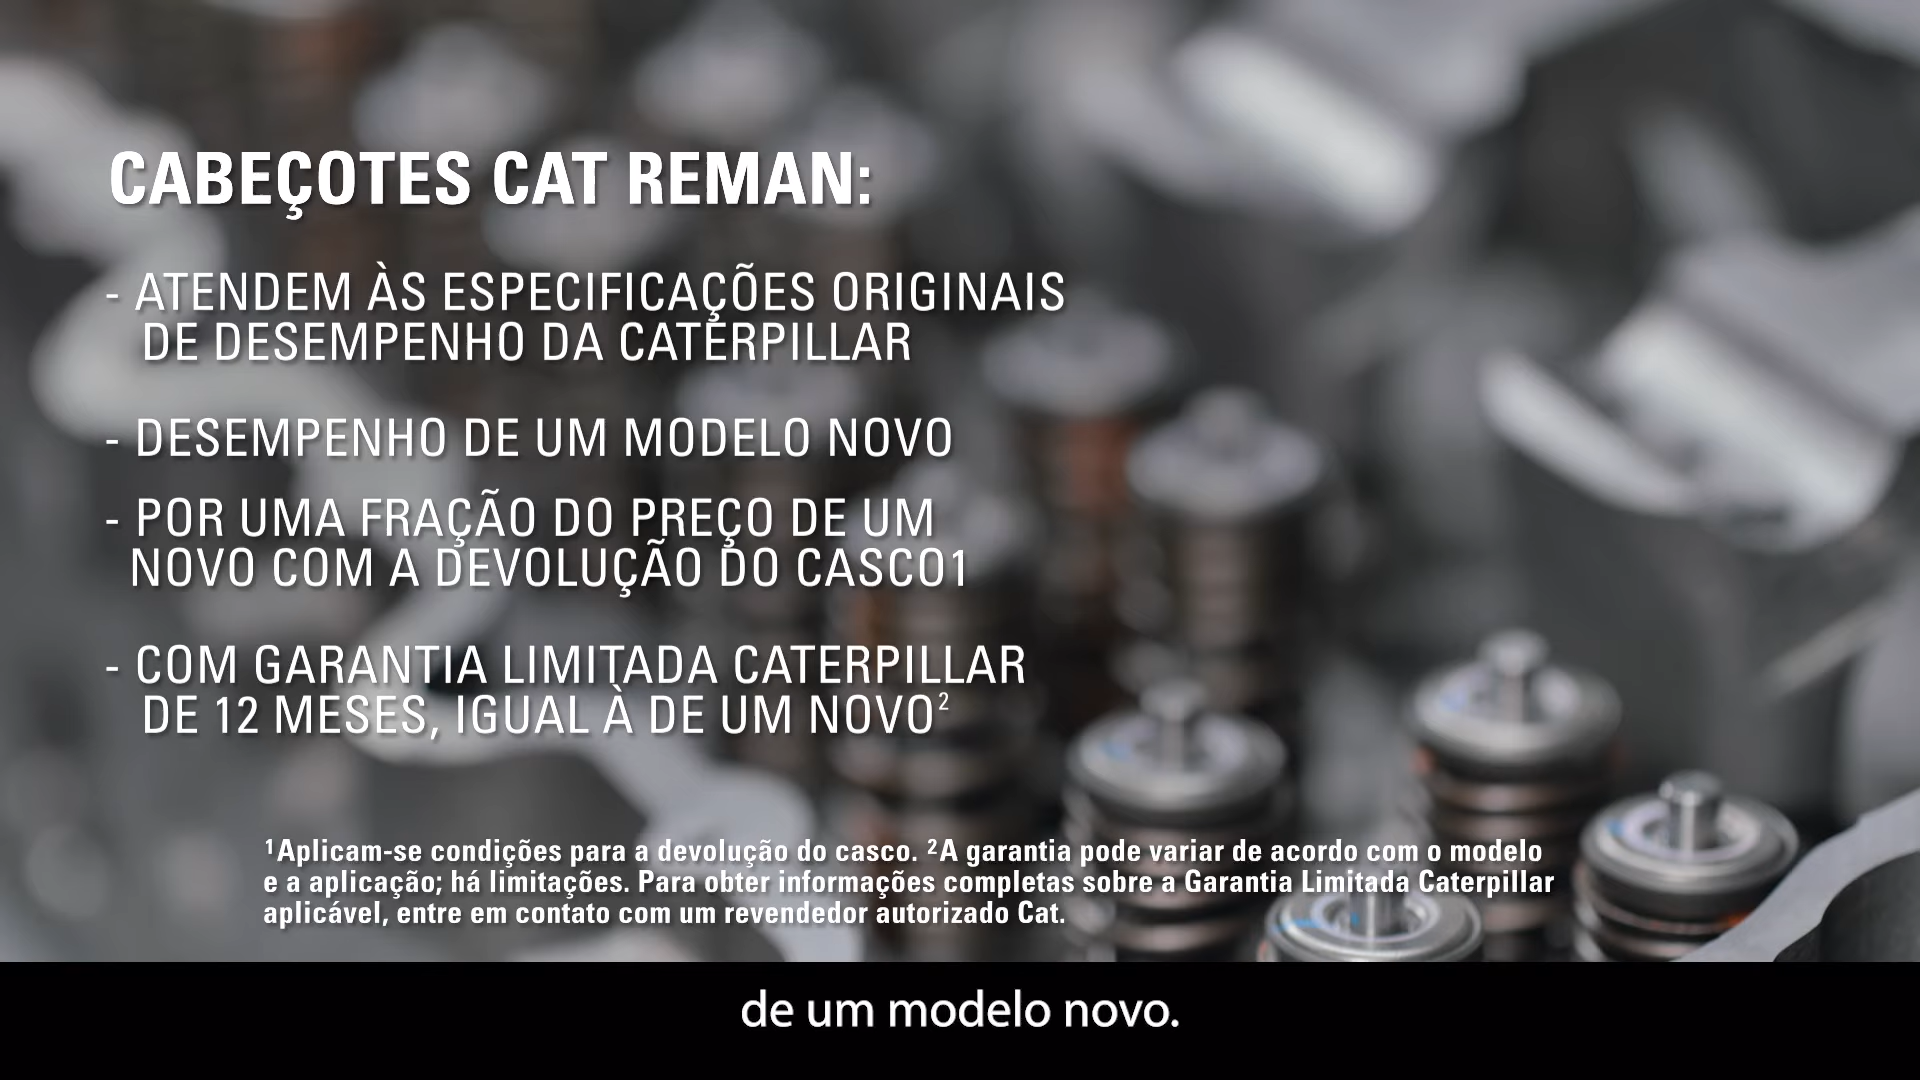 CABEÇOTES CAT REMAN:
- ATENDEM ÀS ESPECIFICAÇÕES ORIGINAIS
DE DESEMPENHO DA CATERPILLAR
- DESEMPENHO DE UM MODELO NOVO
- POR UMA FRAÇÃO DO PREÇO DE UM
NOVO COM A DEVOLUÇÃO DO CASCO1
- COM GARANTIA LIMITADA CATERPILLAR
DE 12 MESES, IGUAL À DE UM NOVO²
¹Aplicam-se condições para a devolução do casco. ²A garantia pode variar de acordo com o modelo
e a aplicação; há limitações. Para obter informações completas sobre a Garantia Limitada Caterpillar
aplicável, entre em contato com um revendedor autorizado Cat.
de um modelo novo.